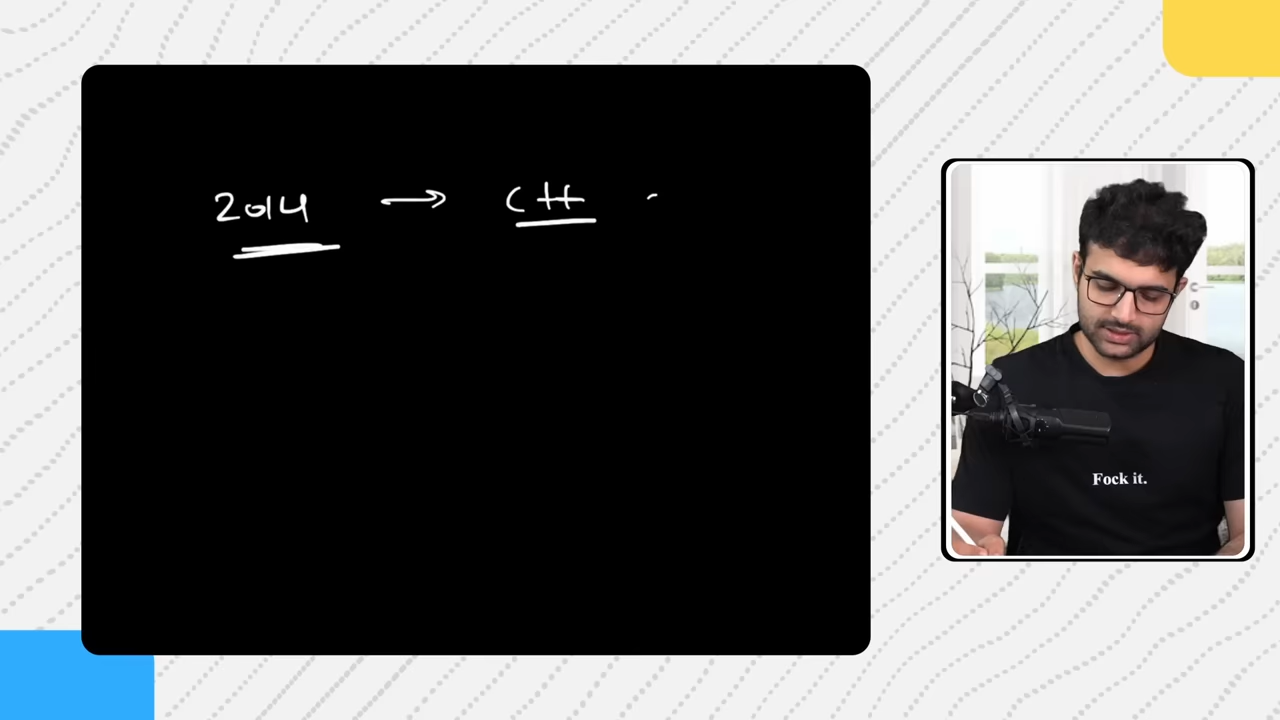 2014 → C++
Fock it.